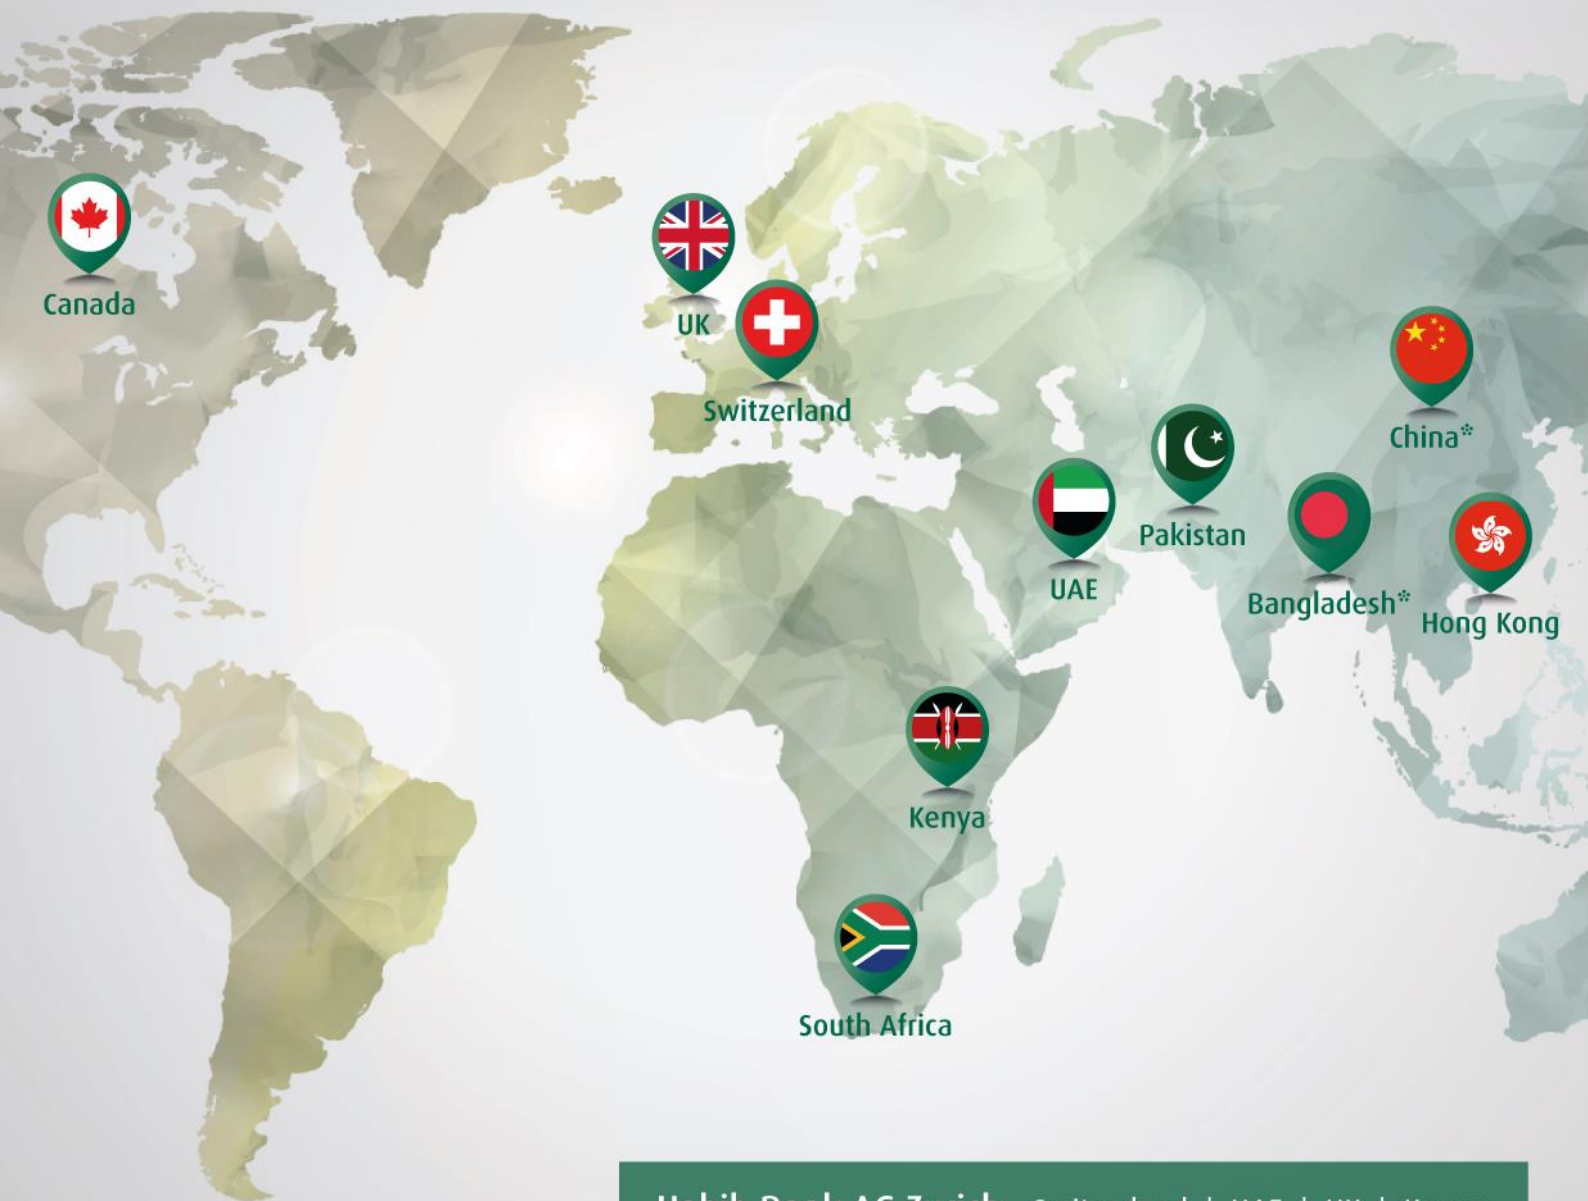 Canada
UK
Switzerland
China*
Pakistan
UAE
Bangladesh*
Hong Kong
Kenya
South Africa
Habib Bank AG Zurich